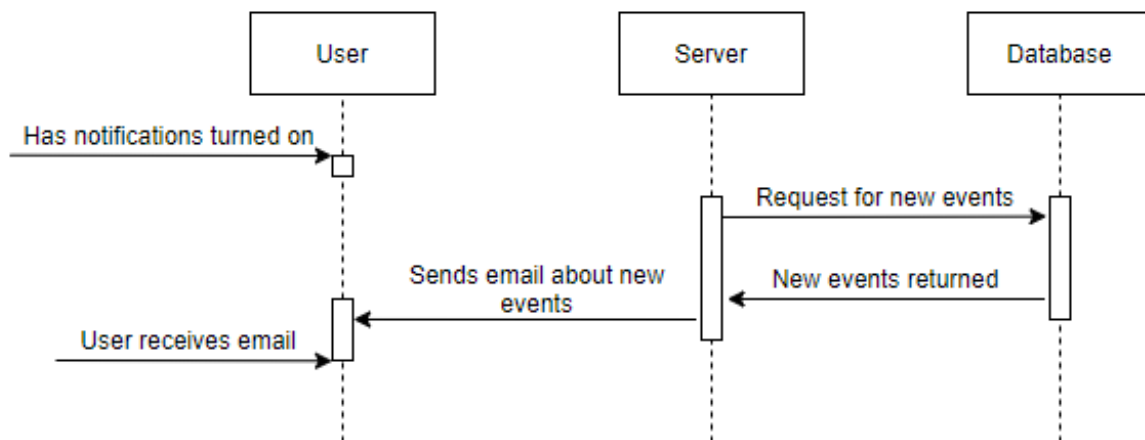 User
Server
Database
Has notifications turned on
Request for new events
Sends email about new
events
New events returned
User receives email